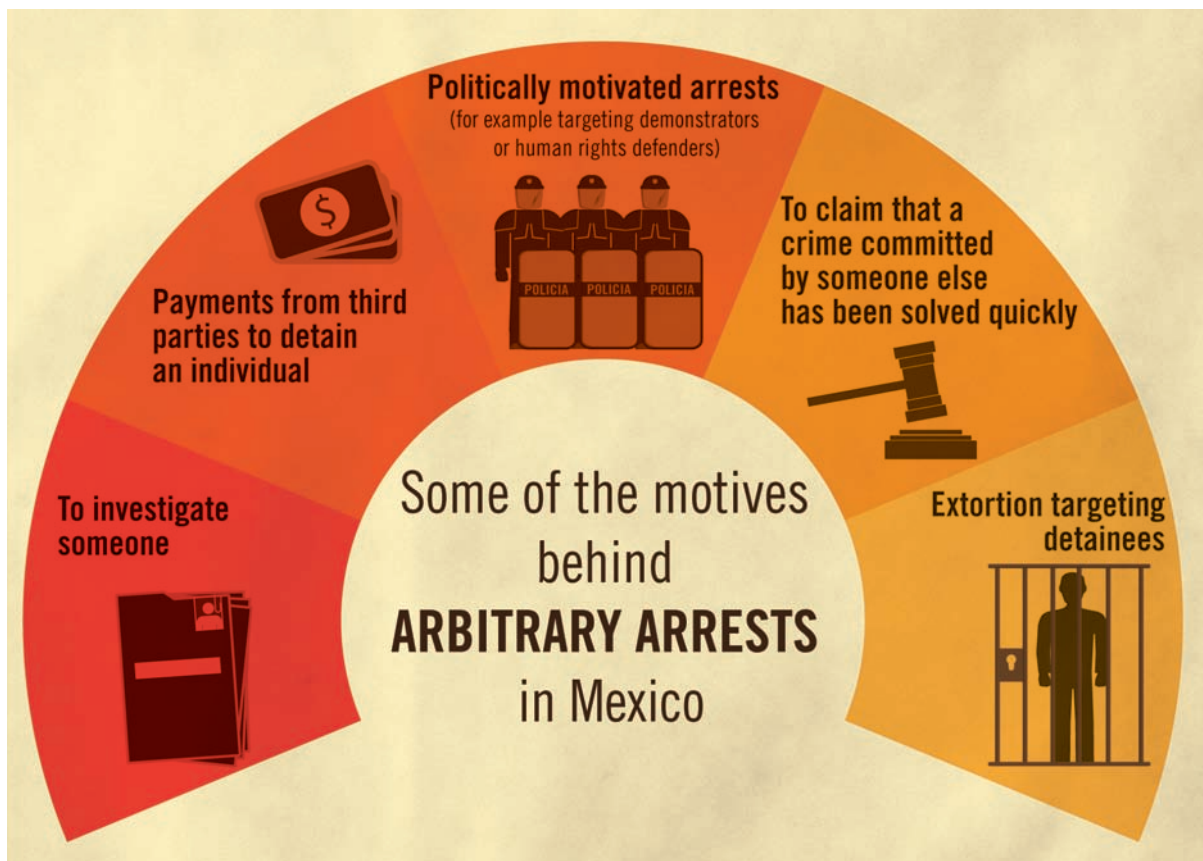 Politically motivated arrests
(for example targeting demonstrators
or human rights defenders)
POLICIA POLICIA POLICIA
To claim that a
crime committed
by someone else
has been solved quickly
$
Payments from third
parties to detain
an individual
To investigate
someone
Extortion targeting
detainees
Some of the motives
behind
ARBITRARY ARRESTS
in Mexico